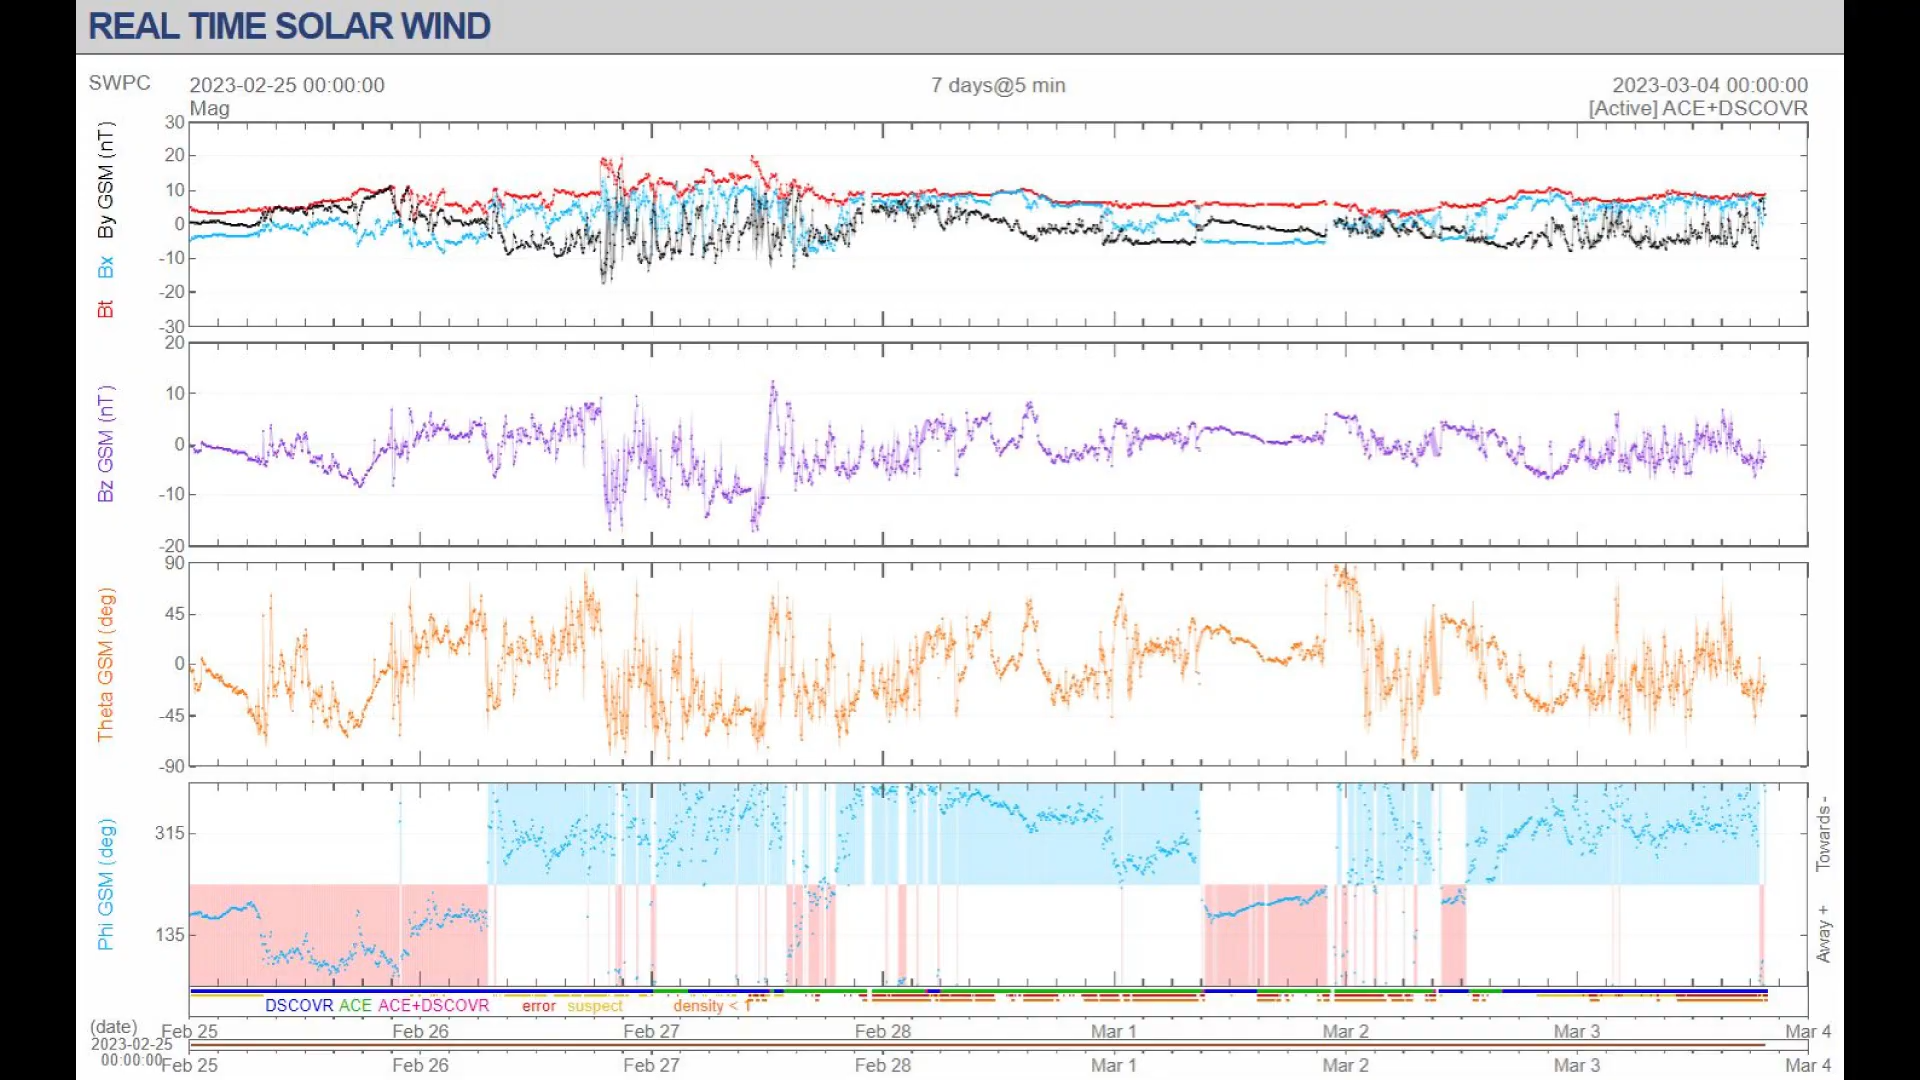 REAL TIME SOLAR WIND
SWPC 2023-02-25 00:00:00 7 days@5 min 2023-03-04 00:00:00
Mag [Active] ACE+DSCOVR
Bt Bx By GSM (nT)
30
20
10
0
-10
-20
-30
Bz GSM (nT)
20
10
0
-10
-20
Theta GSM (deg)
90
45
0
-45
-90
Phi GSM (deg)
315
135
Towards -
Away +
DSCOVR ACE ACE+DSCOVR error suspect density < 1
(date) Feb 25 Feb 26 Feb 27 Feb 28 Mar 1 Mar 2 Mar 3 Mar 4
2023-02-25
00:00:00 Feb 25 Feb 26 Feb 27 Feb 28 Mar 1 Mar 2 Mar 3 Mar 4